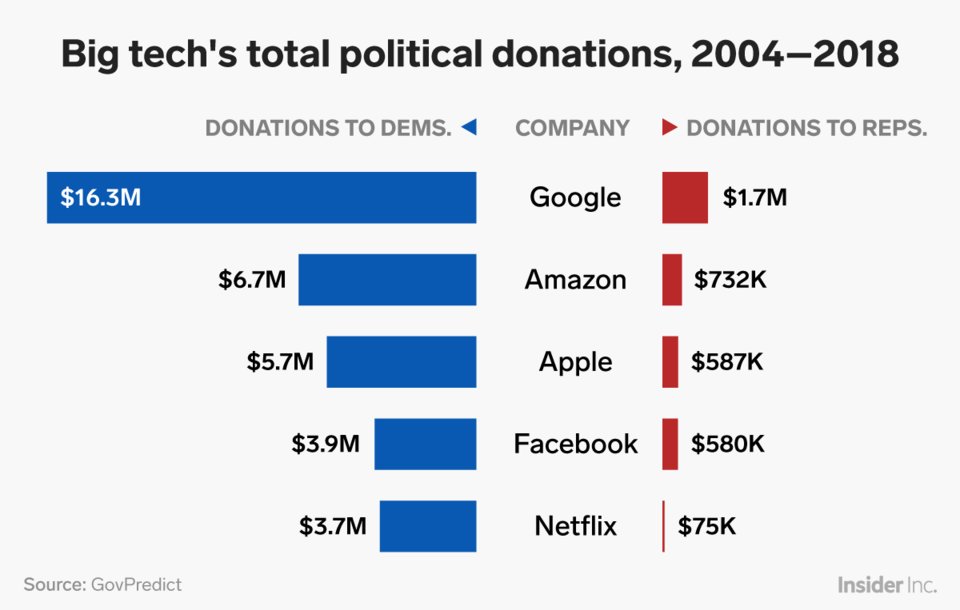 Big tech's total political donations, 2004–2018
DONATIONS TO DEMS. ◀ COMPANY ▶ DONATIONS TO REPS.
$16.3M Google $1.7M
$6.7M Amazon $732K
$5.7M Apple $587K
$3.9M Facebook $580K
$3.7M Netflix $75K
Source: GovPredict Insider Inc.